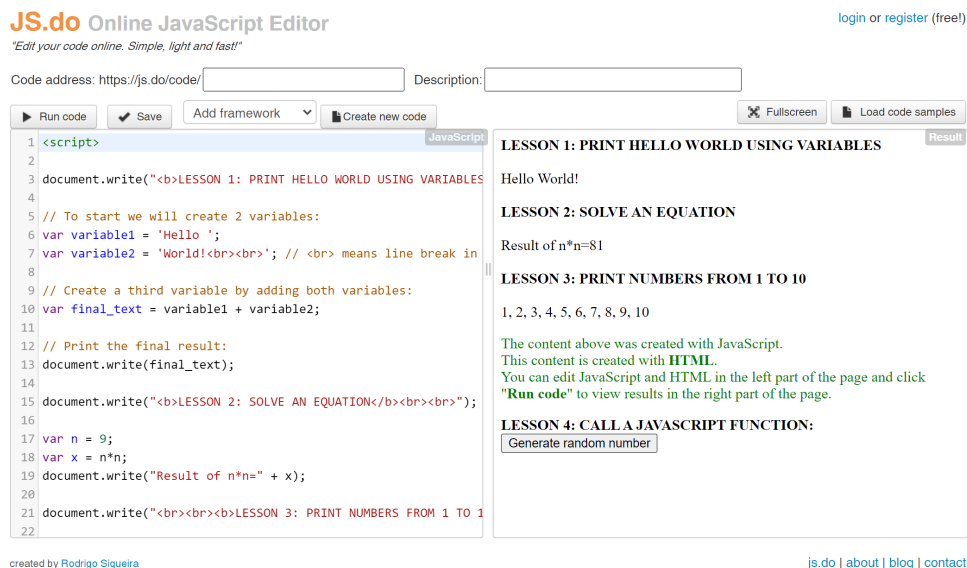 JS.do Online JavaScript Editor
login or register (free!)
"Edit your code online. Simple, light and fast!"
Code address: https://js.do/code/
Description:
Run code
Save
Add framework
Create new code
Fullscreen
Load code samples
JavaScript
1 <script>
2
3 document.write("<b>LESSON 1: PRINT HELLO WORLD USING VARIABLES
4
5 // To start we will create 2 variables:
6 var variable1 = 'Hello ';
7 var variable2 = 'World!<br><br>'; // <br> means line break in
8
9 // Create a third variable by adding both variables:
10 var final_text = variable1 + variable2;
11
12 // Print the final result:
13 document.write(final_text);
14
15 document.write("<b>LESSON 2: SOLVE AN EQUATION</b><br><br>");
16
17 var n = 9;
18 var x = n*n;
19 document.write("Result of n*n=" + x);
20
21 document.write("<br><br><b>LESSON 3: PRINT NUMBERS FROM 1 TO 1
22
Result
LESSON 1: PRINT HELLO WORLD USING VARIABLES
Hello World!
LESSON 2: SOLVE AN EQUATION
Result of n*n=81
LESSON 3: PRINT NUMBERS FROM 1 TO 10
1, 2, 3, 4, 5, 6, 7, 8, 9, 10
The content above was created with JavaScript.
This content is created with HTML.
You can edit JavaScript and HTML in the left part of the page and click
"Run code" to view results in the right part of the page.
LESSON 4: CALL A JAVASCRIPT FUNCTION:
Generate random number
created by Rodrigo Siqueira
js.do | about | blog | contact